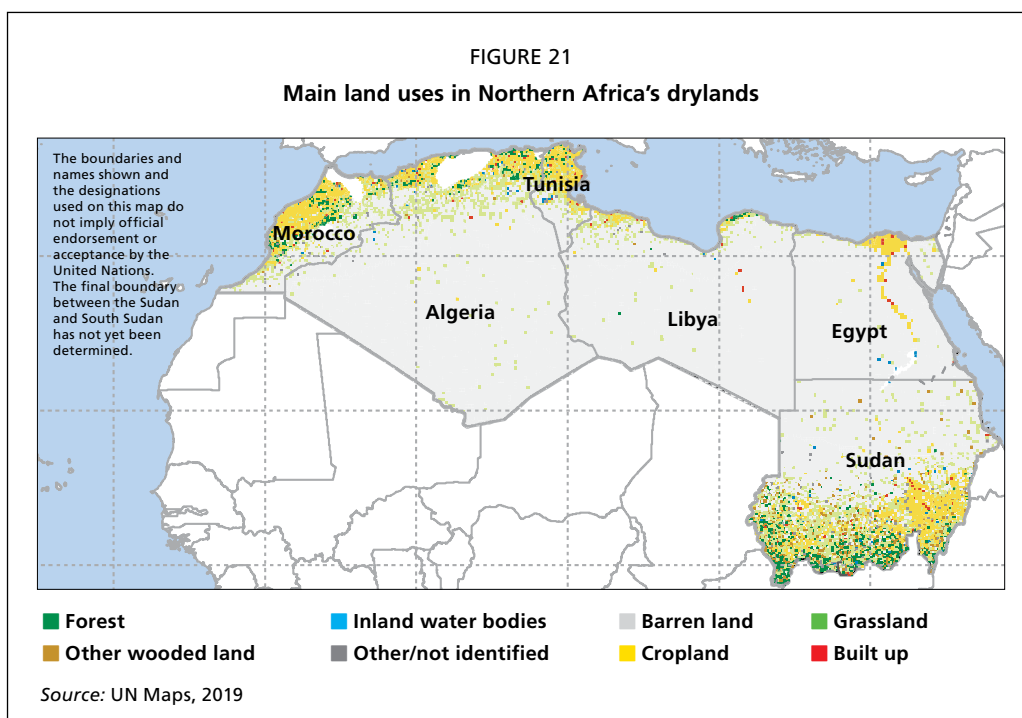 FIGURE 21
Main land uses in Northern Africa's drylands
The boundaries and
names shown and
the designations
used on this map do
not imply official
endorsement or
acceptance by the
United Nations.
The final boundary
between the Sudan
and South Sudan
has not yet been
determined.
Tunisia
Morocco
Algeria
Libya
Egypt
Sudan
Forest
Inland water bodies
Barren land
Grassland
Other wooded land
Other/not identified
Cropland
Built up
Source: UN Maps, 2019